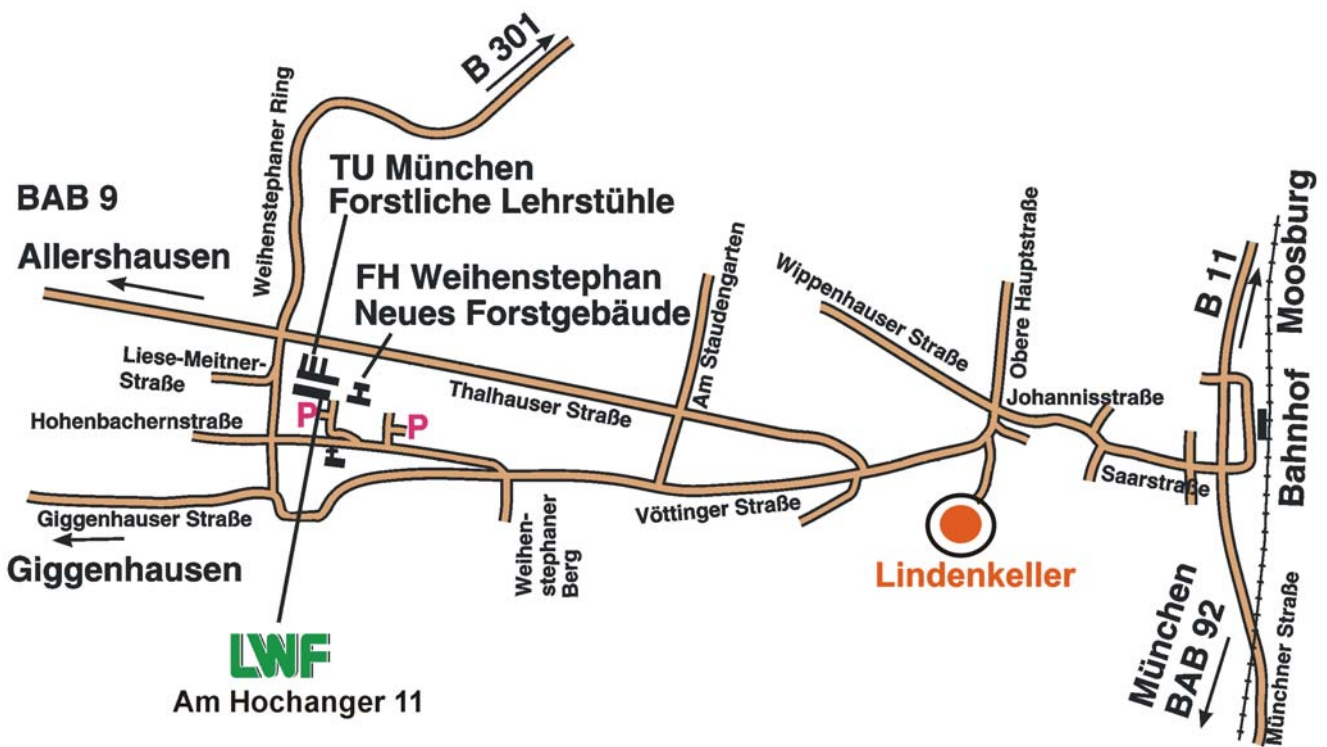 B 301
Weihenstephaner Ring
TU München
Forstliche Lehrstühle
BAB 9
Allershausen
FH Weihenstephan
Neues Forstgebäude
Am Staudengarten
Wippenhauser Straße
Obere Hauptstraße
B 11
Moosburg
Liese-Meitner-
Straße
Thalhauser Straße
Johannisstraße
Hohenbachernstraße
P
P
Bahnhof
Saarstraße
Giggenhauser Straße
Vöttinger Straße
Weihen-
stephaner
Berg
Giggenhausen
Lindenkeller
München
BAB 92
Münchner Straße
LWF
Am Hochanger 11